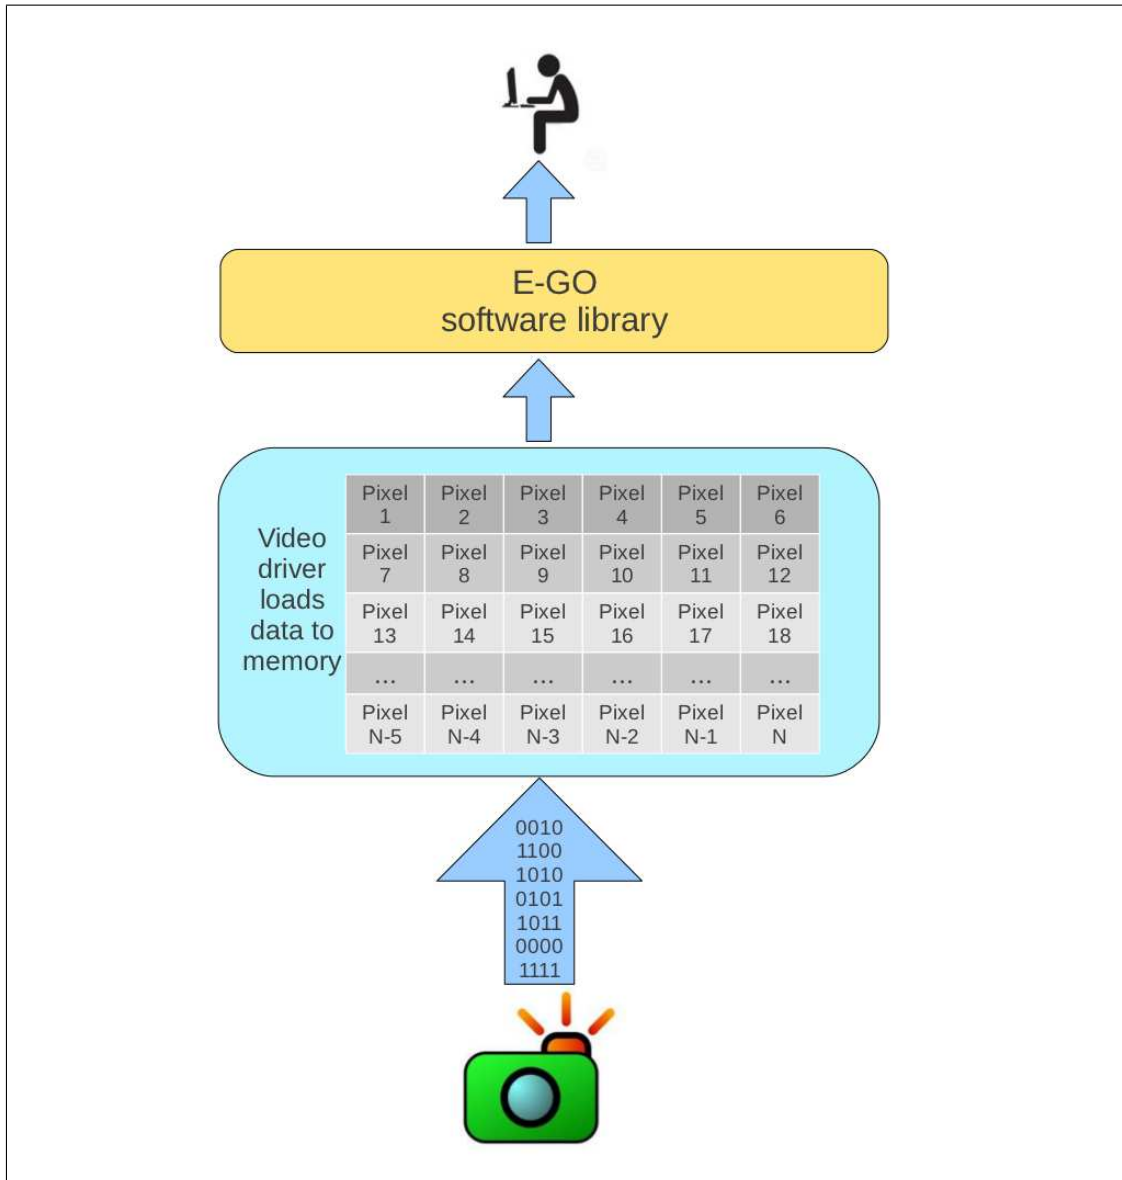 E-GO
software library
Video
driver
loads
data to
memory
Pixel Pixel Pixel Pixel Pixel Pixel
1 2 3 4 5 6
Pixel Pixel Pixel Pixel Pixel Pixel
7 8 9 10 11 12
Pixel Pixel Pixel Pixel Pixel Pixel
13 14 15 16 17 18
... ... ... ... ... ...
Pixel Pixel Pixel Pixel Pixel Pixel
N-5 N-4 N-3 N-2 N-1 N
0010
1100
1010
0101
1011
0000
1111